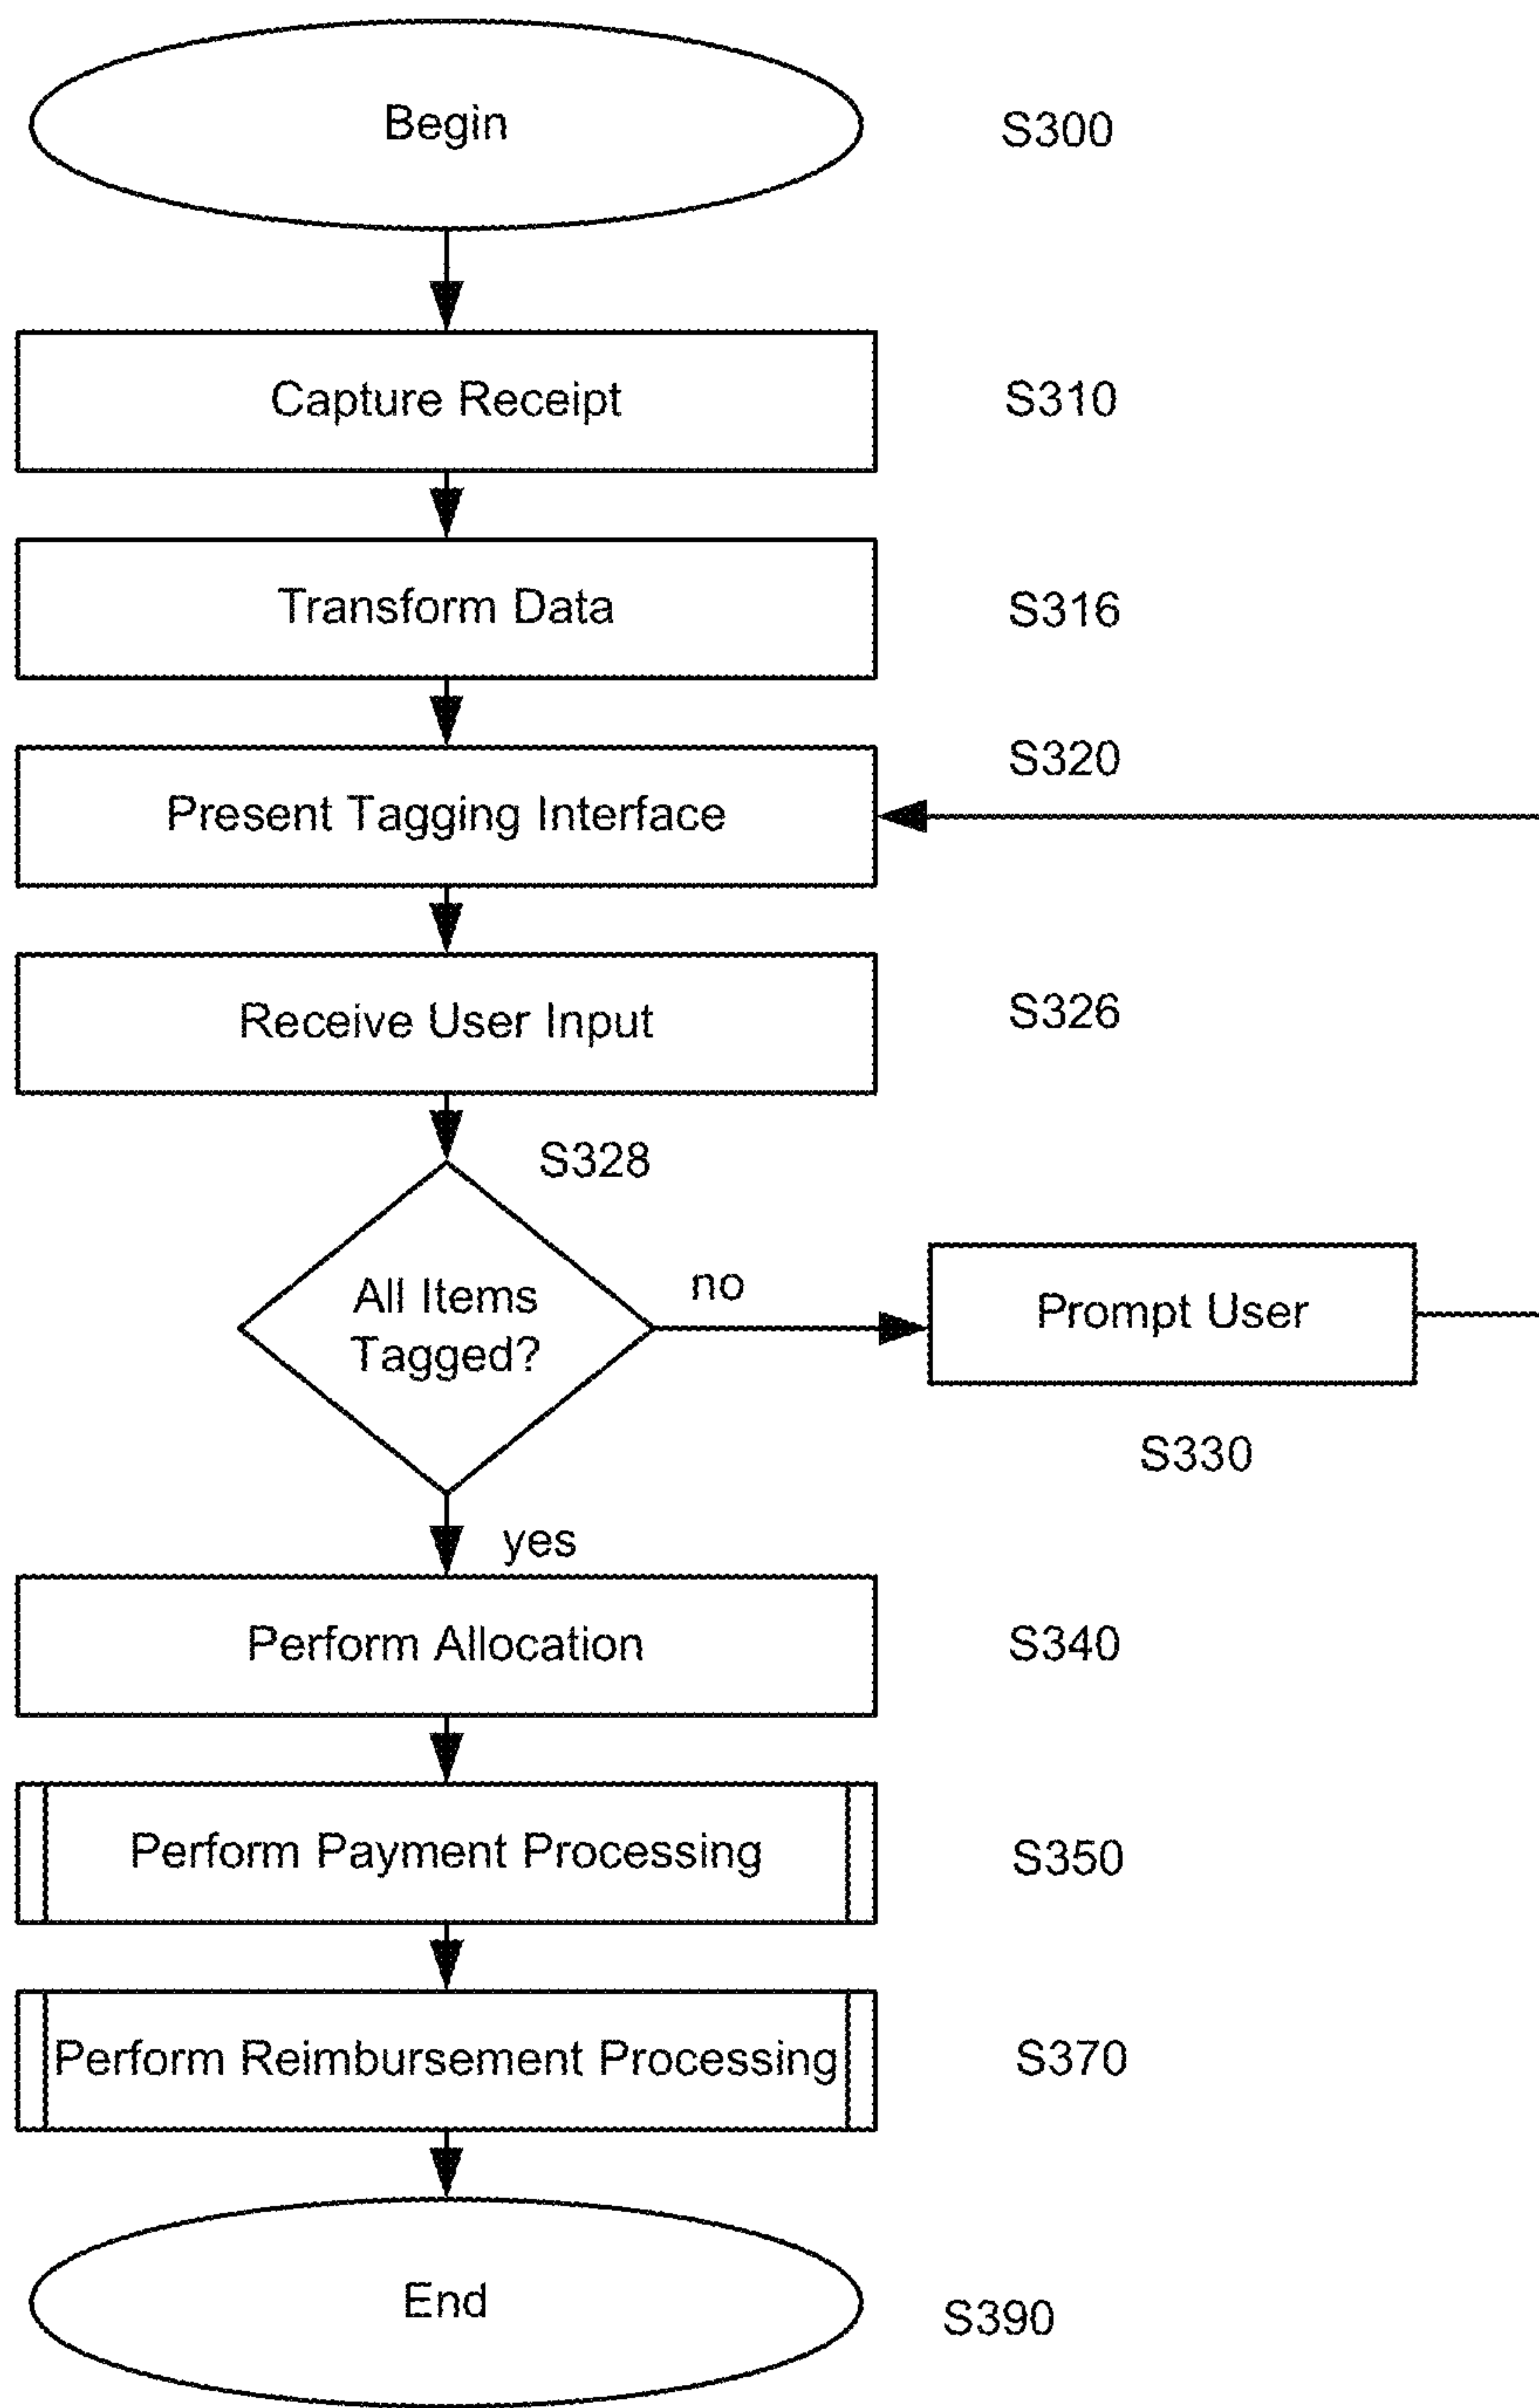 Begin
S300
Capture Receipt
S310
Transform Data
S316
S320
Present Tagging Interface
Receive User Input
S326
S328
All Items
Tagged?
no
Prompt User
S330
yes
Perform Allocation
S340
Perform Payment Processing
S350
Perform Reimbursement Processing
S370
End
S390